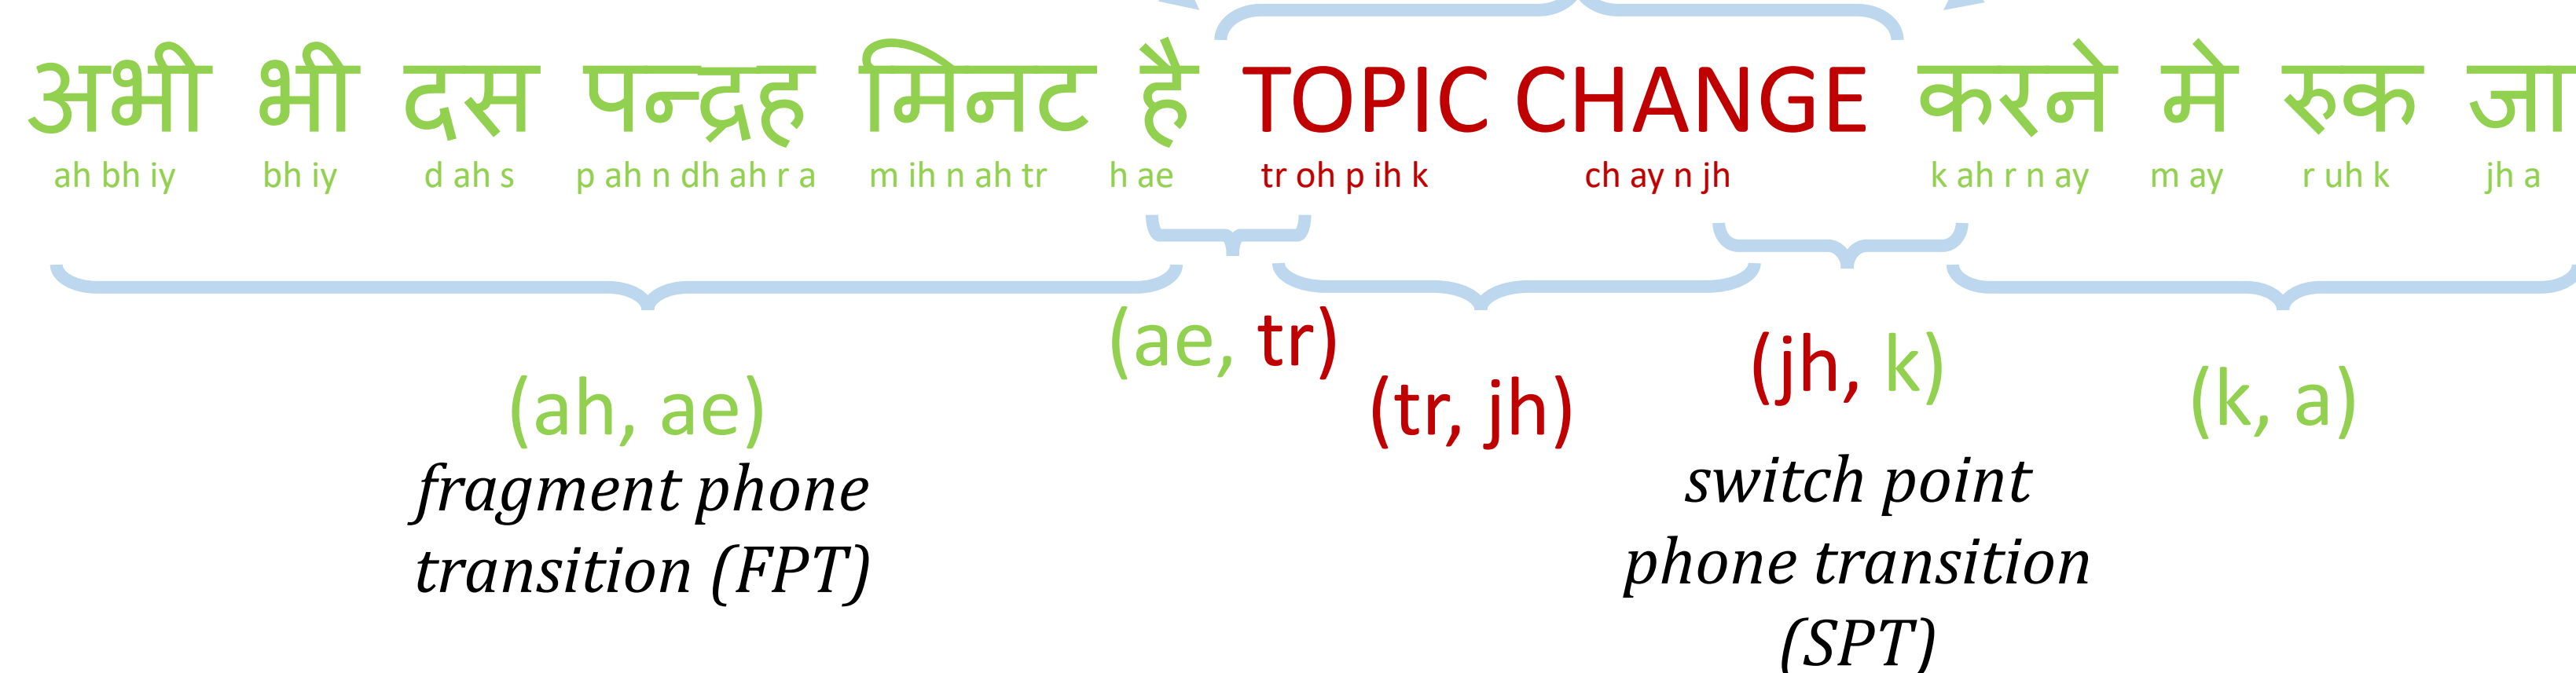 अभी भी दस पन्द्रह मिनट है TOPIC CHANGE करने मे रुक जा
ah bh iy bh iy d ah s p ah n dh ah r a m ih n ah tr h ae tr oh p ih k ch ay n jh k ah r n ay m ay r uh k jh a
(ae, tr)
(ah, ae) (tr, jh) (jh, k) (k, a)
fragment phone
transition (FPT)
switch point
phone transition
(SPT)